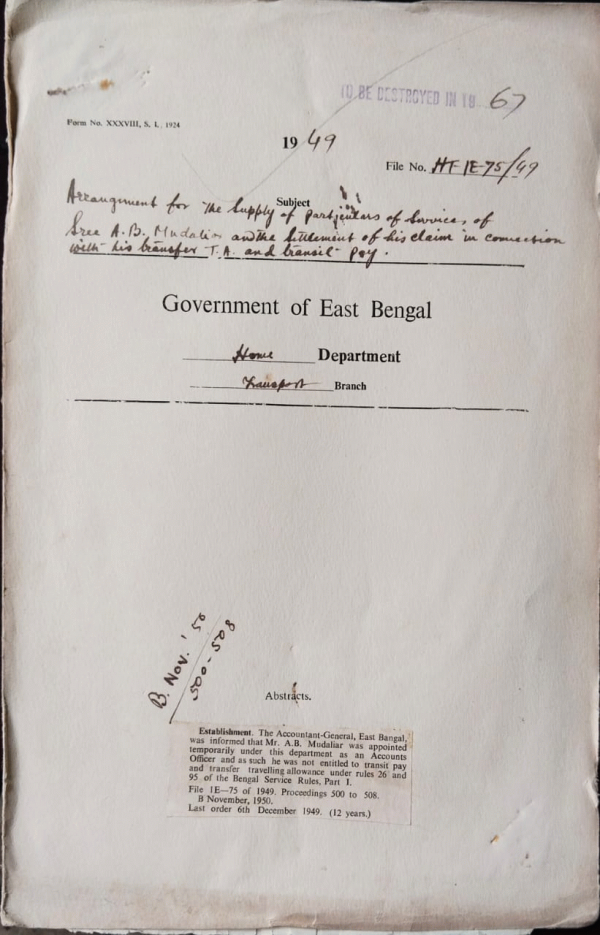 TO BE DESTROYED IN 19 67
Form No. XXXVIII, S. L. 1924
19 49
File No. HT 1E-75/49
Subject
Arrangement for the Supply of particulars of Services of
Sree A.B. Mudaliar and the Settlement of his claim in connection
with his transfer T.A. and transit pay.
Government of East Bengal
Home Department
Transport Branch
B. Nov. '50
500-508
Abstracts.
Establishment. The Accountant-General, East Bangal,
was informed that Mr. A.B. Mudaliar was appointed
temporarily under this department as an Accounts
Officer and as such he was not entitled to transit pay
and transfer travelling allowance under rules 26 and
95 of the Bengal Service Rules, Part I.
File 1E—75 of 1949. Proceedings 500 to 508.
B November, 1950.
Last order 6th December 1949. (12 years.)